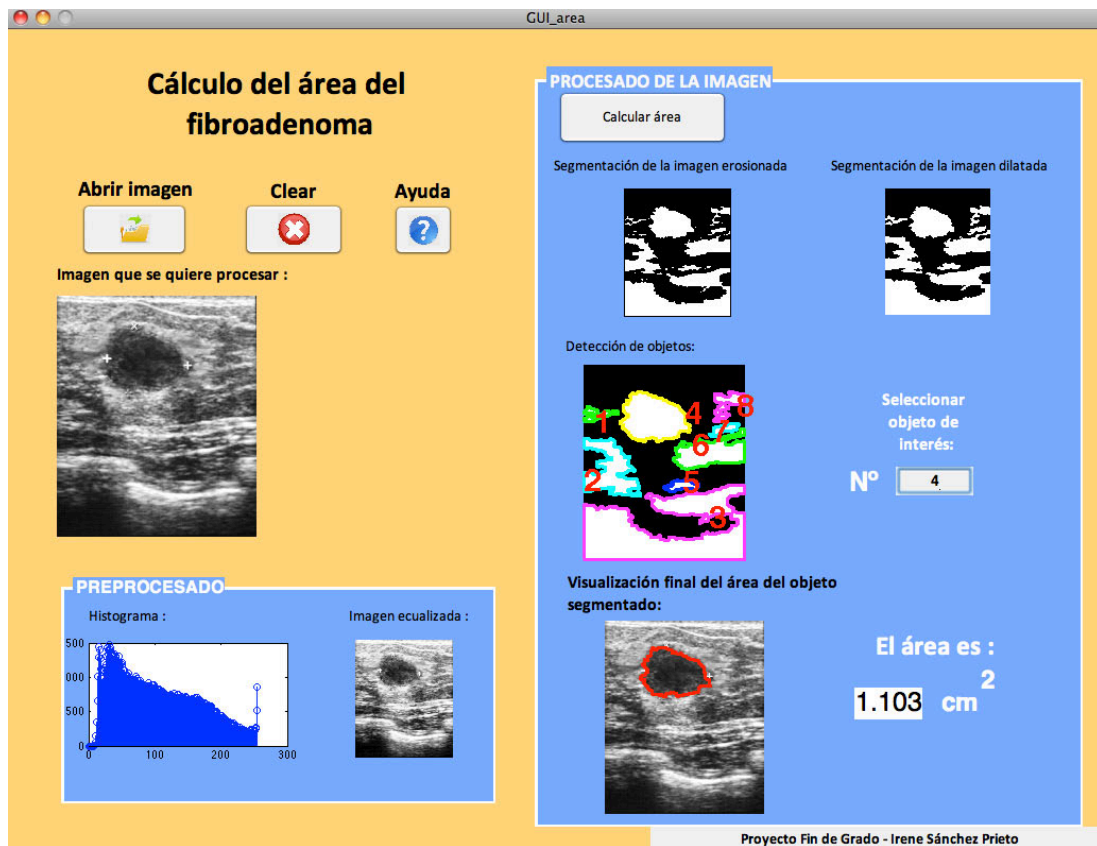 GUI_area
Cálculo del área del
fibroadenoma
Abrir imagen
Clear
Ayuda
Imagen que se quiere procesar :
PREPROCESADO
Histograma :
Imagen ecualizada :
500
000
500
0
0
100
200
300
PROCESADO DE LA IMAGEN
Calcular área
Segmentación de la imagen erosionada
Segmentación de la imagen dilatada
Detección de objetos:
1
2
3
4
5
6
7
8
Seleccionar
objeto de
interés:
Nº
4
Visualización final del área del objeto
segmentado:
El área es :
1.103 cm2
Proyecto Fin de Grado - Irene Sánchez Prieto